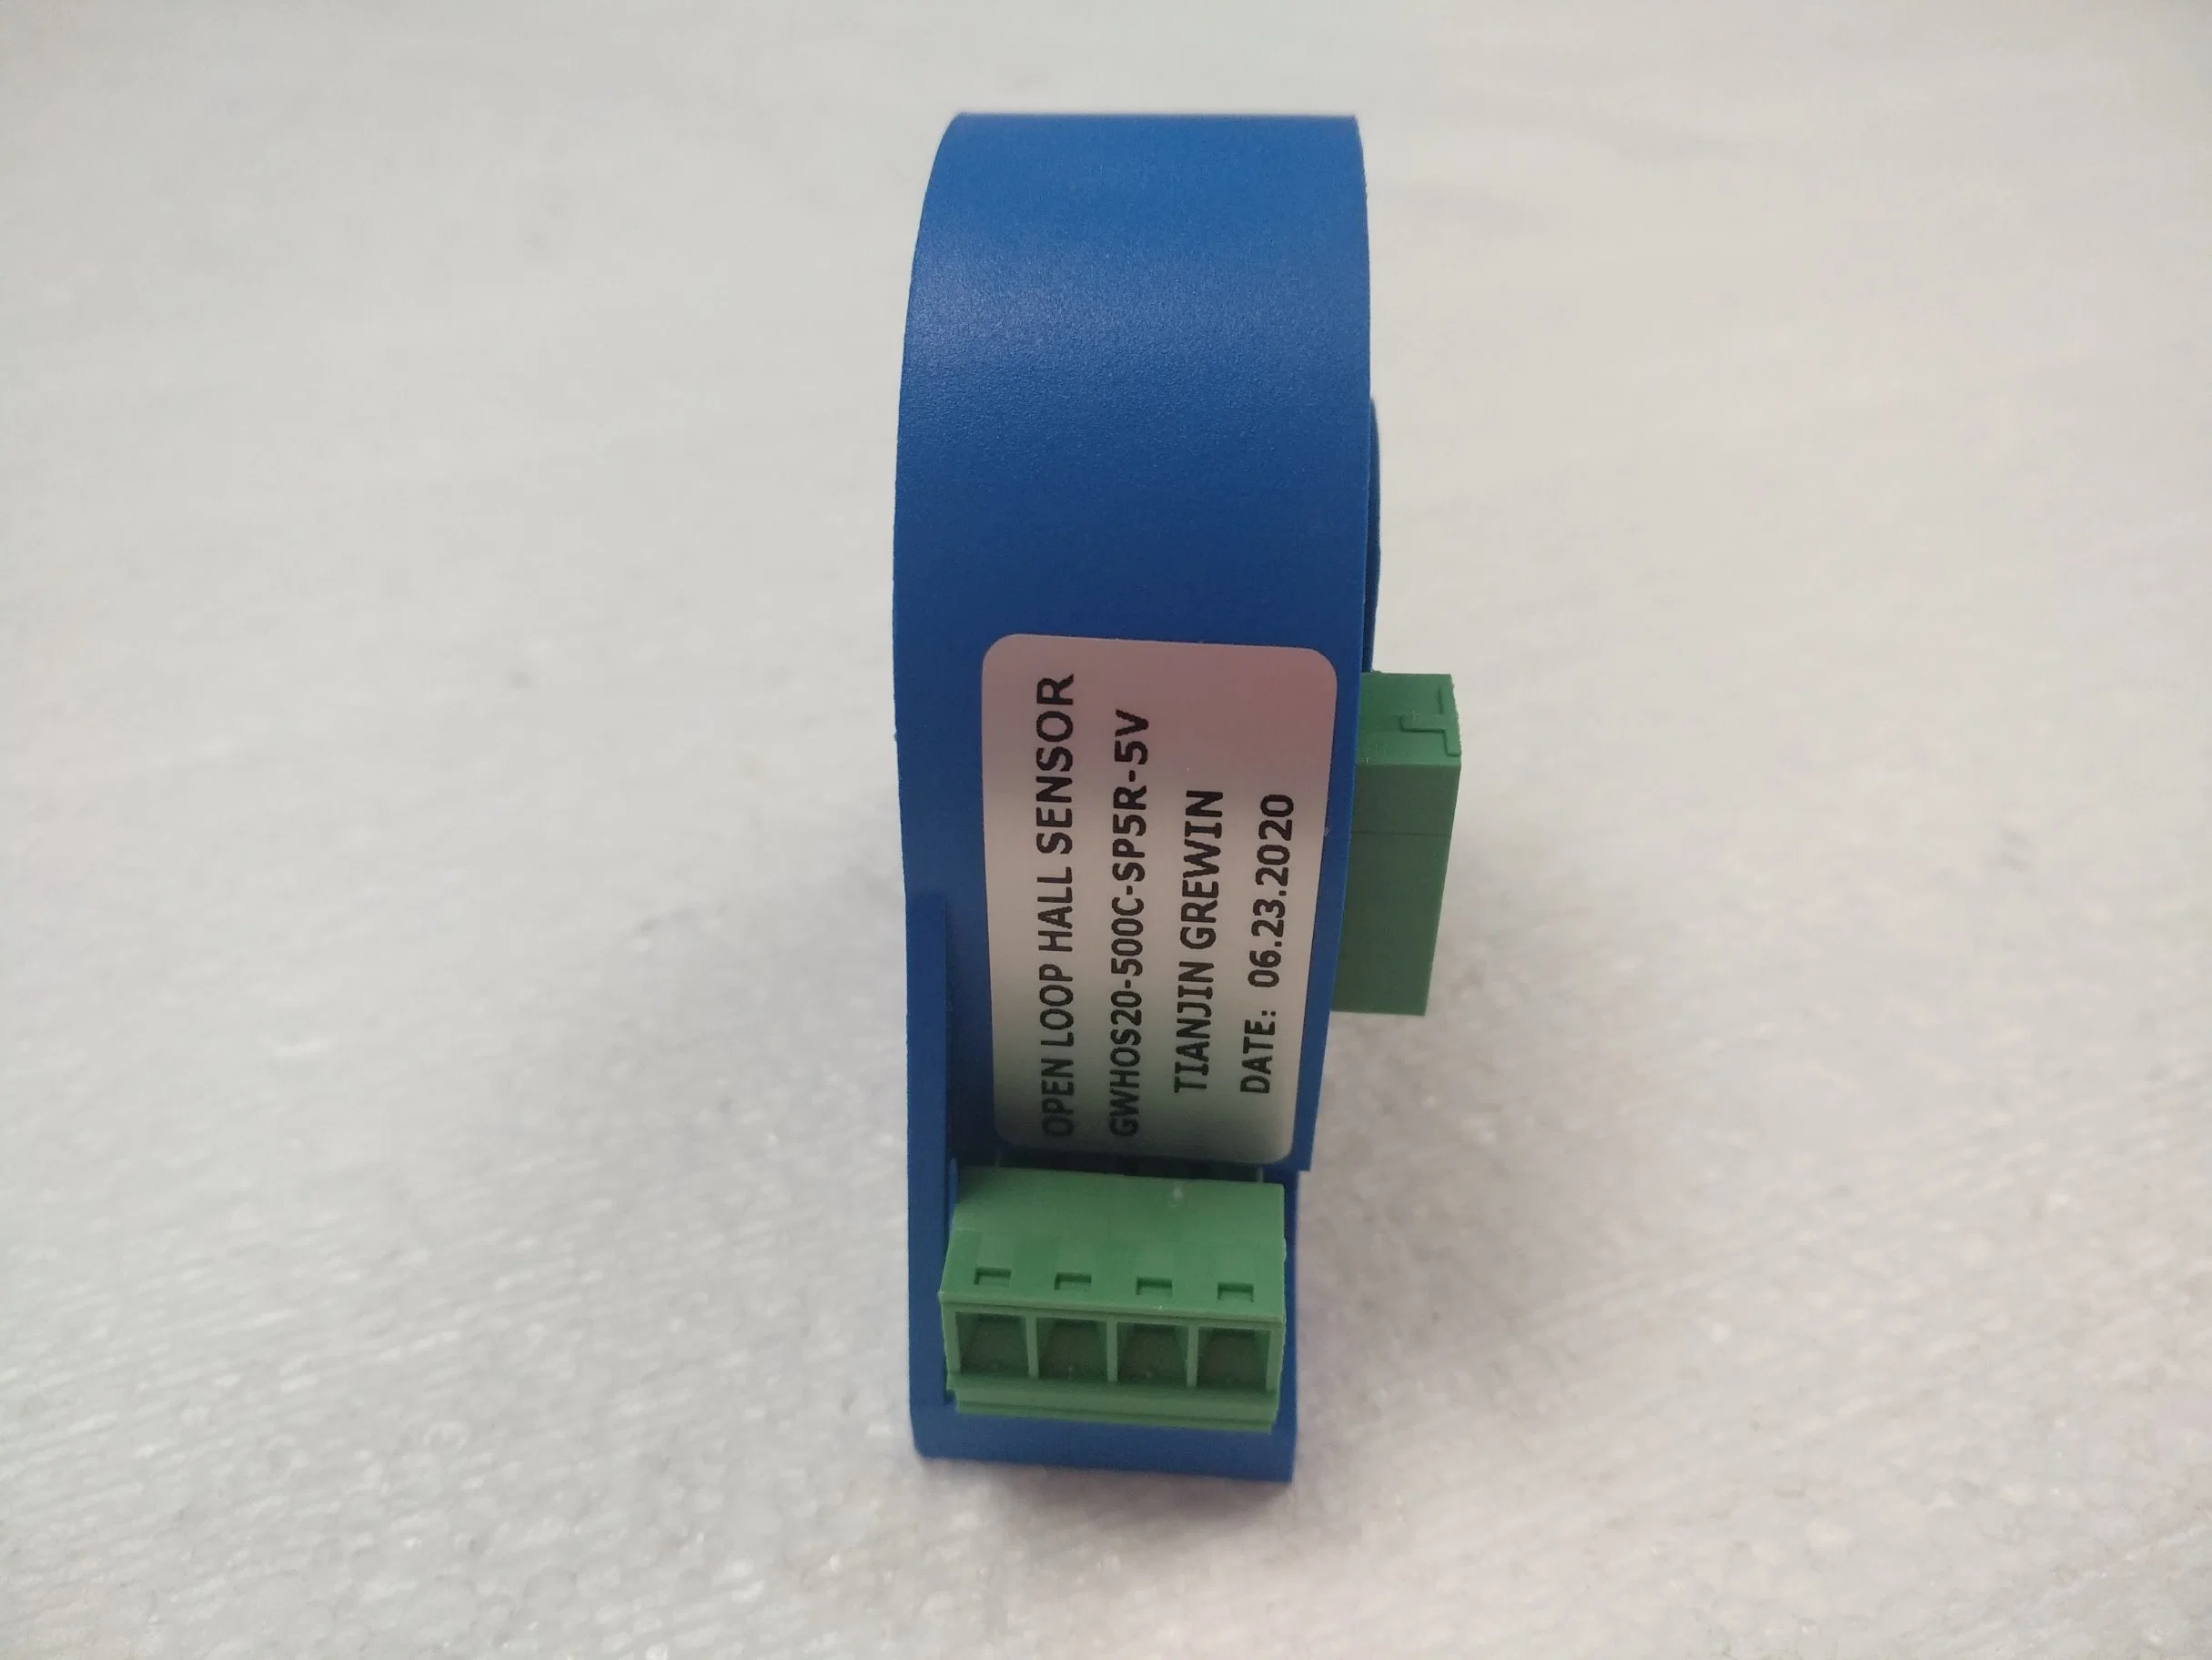 OPEN LOOP HALL SENSOR
GWHOS20-500C-SP5R-5V
TIANJIN GREWIN
DATE: 06.23.2020